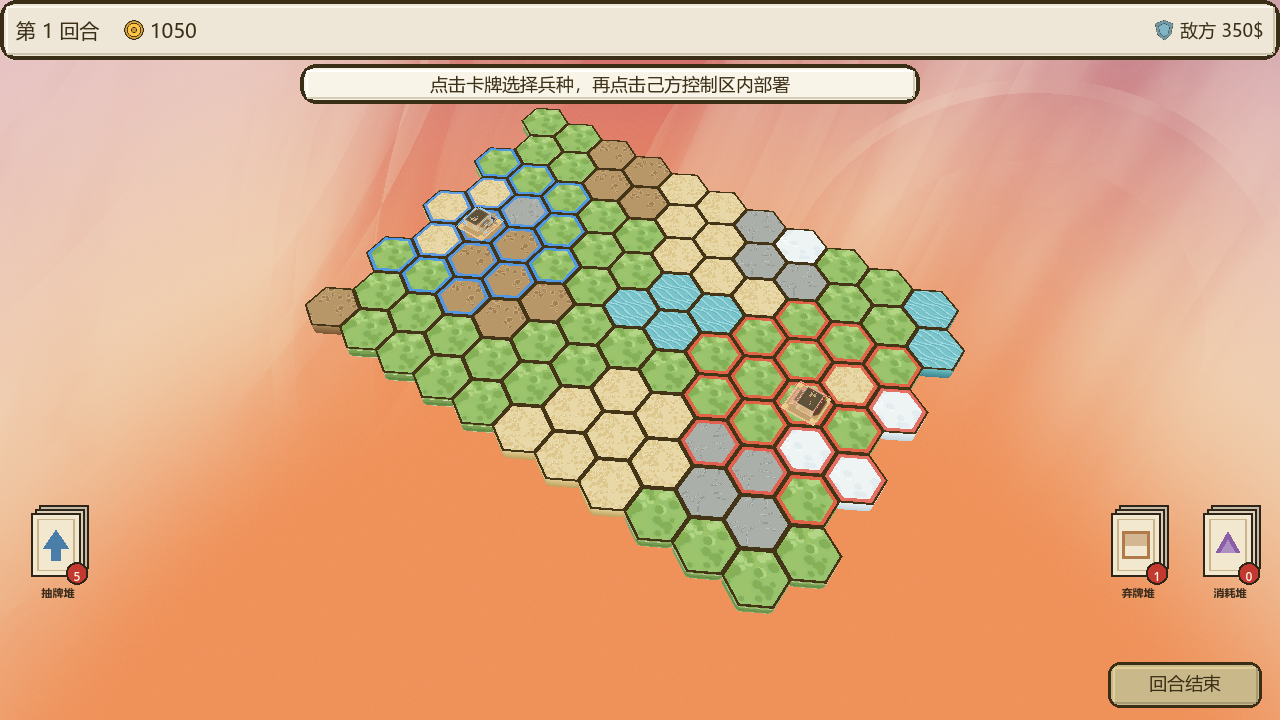 第 1 回合
1050
敌方 350$
点击卡牌选择兵种，再点击己方控制区内部署
5
抽牌堆
1
弃牌堆
0
消耗堆
回合结束